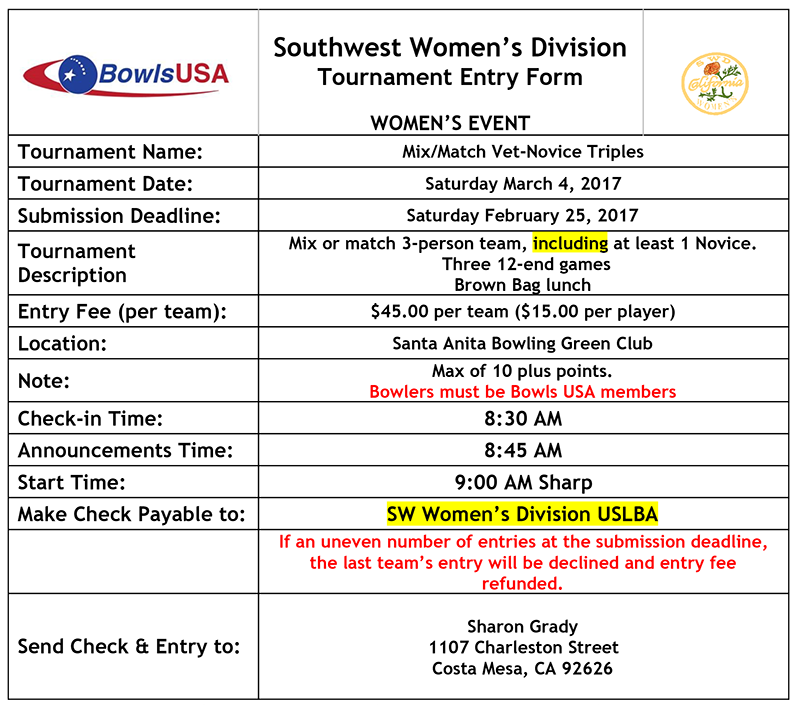 BowlsUSA
Southwest Women's Division
Tournament Entry Form
WOMEN'S EVENT
SWD
California
WOMEN'S
Tournament Name:
Mix/Match Vet-Novice Triples
Tournament Date:
Saturday March 4, 2017
Submission Deadline:
Saturday February 25, 2017
Tournament
Description
Mix or match 3-person team, including at least 1 Novice.
Three 12-end games
Brown Bag lunch
Entry Fee (per team):
$45.00 per team ($15.00 per player)
Location:
Santa Anita Bowling Green Club
Note:
Max of 10 plus points.
Bowlers must be Bowls USA members
Check-in Time:
8:30 AM
Announcements Time:
8:45 AM
Start Time:
9:00 AM Sharp
Make Check Payable to:
SW Women's Division USLBA
If an uneven number of entries at the submission deadline,
the last team's entry will be declined and entry fee
refunded.
Send Check & Entry to:
Sharon Grady
1107 Charleston Street
Costa Mesa, CA 92626